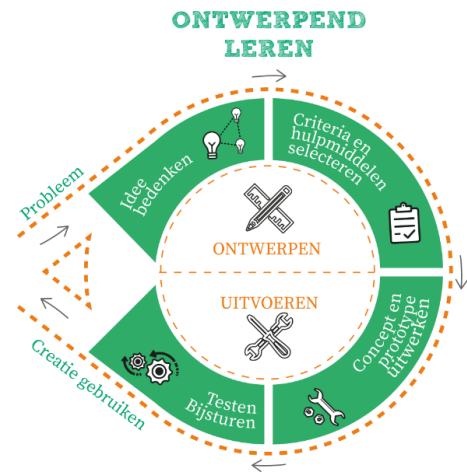 ONTWERPEND
LEREN
Probleem
Idee
bedenken
Criteria en
hulpmiddelen
selecteren
ONTWERPEN
UITVOEREN
Concept en
prototype
uitwerken
Testen
Bijsturen
Creatie gebruiken